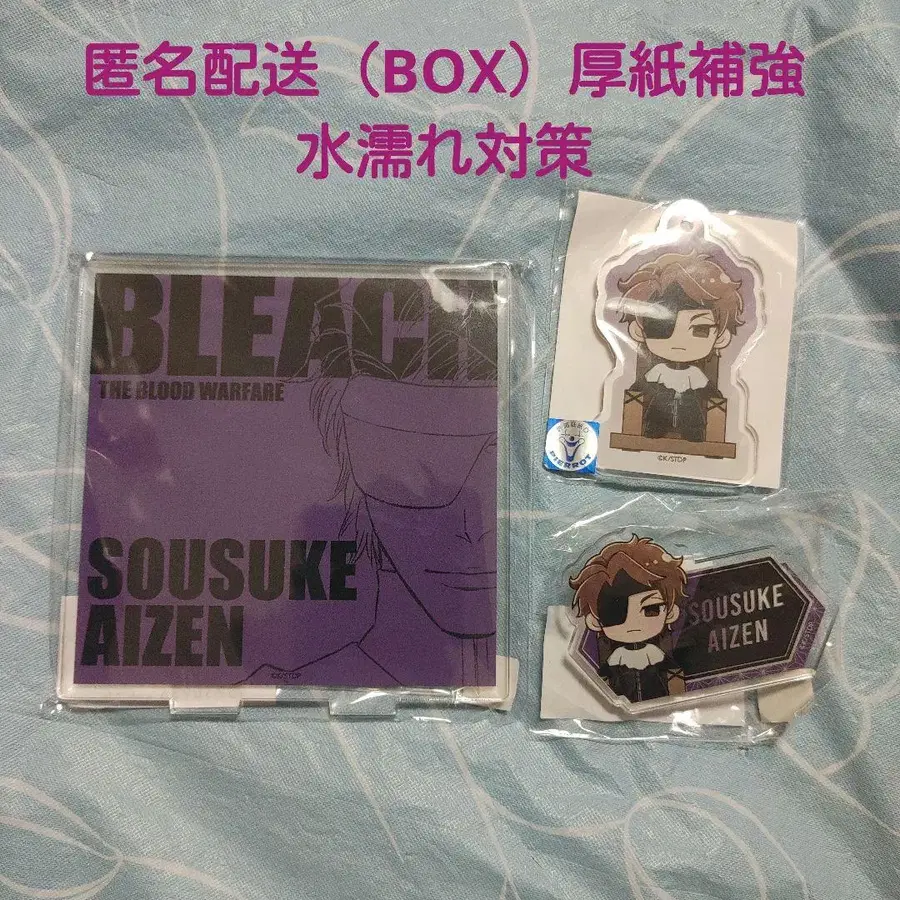 匿名配送（BOX）厚紙補強
水濡れ対策
BLEACH
THE BLOOD WARFARE
SOUSUKE
AIZEN
©K/STDP
PIERROT
©K/STDP
SOUSUKE
AIZEN